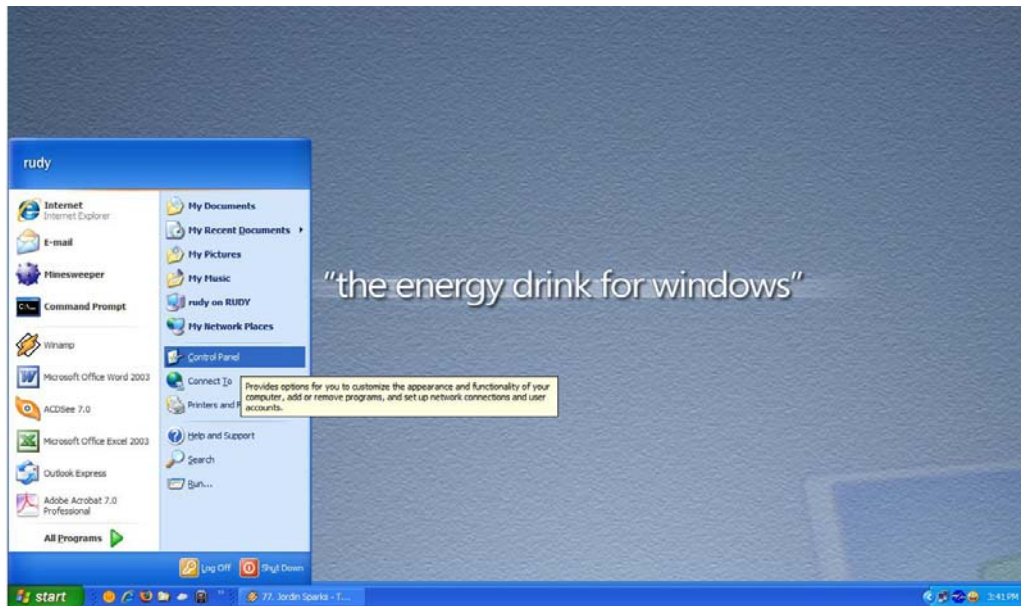 rudy
Internet
Internet Explorer
E-mail
Minesweeper
Command Prompt
Winamp
Microsoft Office Word 2003
ACDSee 7.0
Microsoft Office Excel 2003
Outlook Express
Adobe Acrobat 7.0
Professional
All Programs
My Documents
My Recent Documents
My Pictures
My Music
rudy on RUDY
My Network Places
Control Panel
Connect To
Printers and
Help and Support
Search
Run...
Provides options for you to customize the appearance and functionality of your
computer, add or remove programs, and set up network connections and user
accounts.
"the energy drink for windows"
Log Off
Shut Down
start
77. Jordin Sparks - T...
3:41 PM